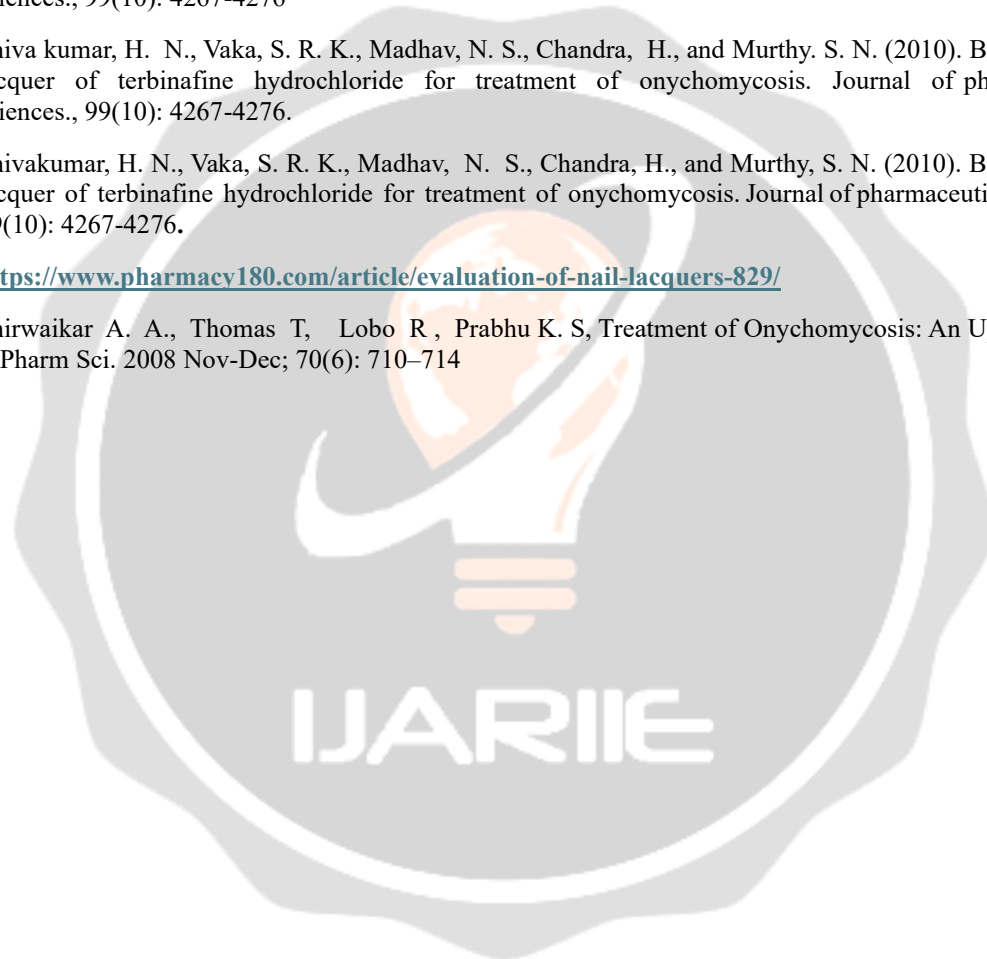 iences., 99(10): 4267-4276
iva kumar, H. N., Vaka, S. R. K., Madhav, N. S., Chandra, H., and Murthy. S. N. (2010). B
cquer of terbinafine hydrochloride for treatment of onychomycosis. Journal of ph
iences., 99(10): 4267-4276.
ivakumar, H. N., Vaka, S. R. K., Madhav, N. S., Chandra, H., and Murthy, S. N. (2010). B
cquer of terbinafine hydrochloride for treatment of onychomycosis. Journal of pharmaceuti
(10): 4267-4276.
tps://www.pharmacy180.com/article/evaluation-of-nail-lacquers-829/
irwaikar A. A., Thomas T, Lobo R , Prabhu K. S, Treatment of Onychomycosis: An U
Pharm Sci. 2008 Nov-Dec; 70(6): 710–714
IJARIIE